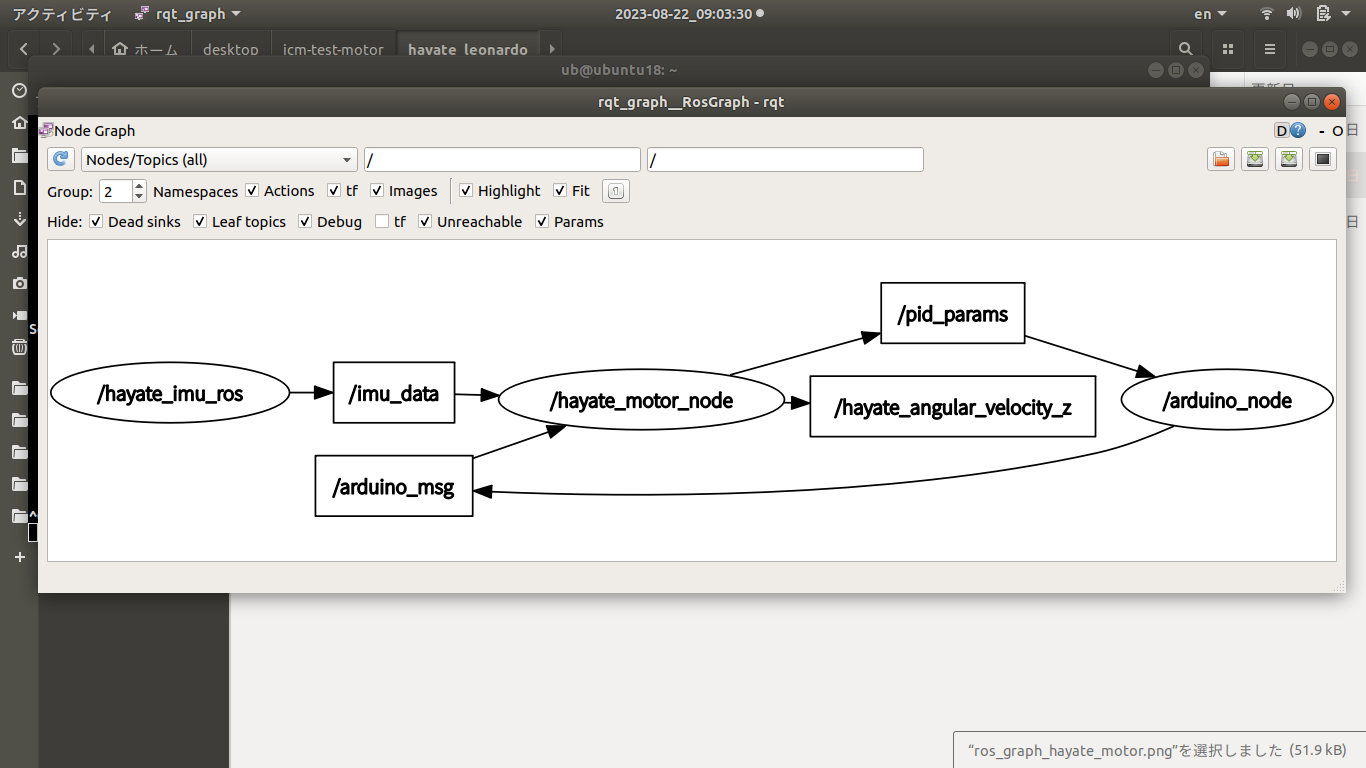 アクティビティ rqt_graph 2023-08-22_09:03:30 en
ホーム desktop icm-test-motor hayate_leonardo
ub@ubuntu18: ~
rqt_graph__RosGraph - rqt
Node Graph D ? - O 日
Nodes/Topics (all) / /
Group: 2 Namespaces Actions tf Images Highlight Fit
Hide: Dead sinks Leaf topics Debug tf Unreachable Params 日
/pid_params
/hayate_imu_ros /imu_data /hayate_motor_node /hayate_angular_velocity_z /arduino_node
/arduino_msg
“ros_graph_hayate_motor.png”を選択しました (51.9 kB)